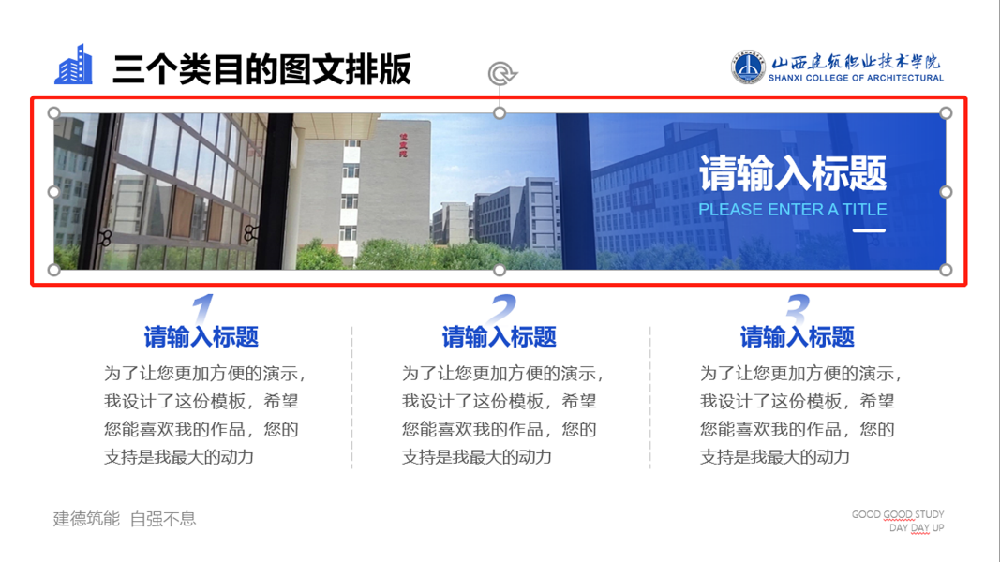 三个类目的图文排版
山西建筑职业技术学院
SHANXI COLLEGE OF ARCHITECTURAL
请输入标题
PLEASE ENTER A TITLE
1
请输入标题
为了让您更加方便的演示，
我设计了这份模板，希望
您能喜欢我的作品，您的
支持是我最大的动力
2
请输入标题
为了让您更加方便的演示，
我设计了这份模板，希望
您能喜欢我的作品，您的
支持是我最大的动力
3
请输入标题
为了让您更加方便的演示，
我设计了这份模板，希望
您能喜欢我的作品，您的
支持是我最大的动力
建德筑能 自强不息
GOOD GOOD STUDY
DAY DAY UP